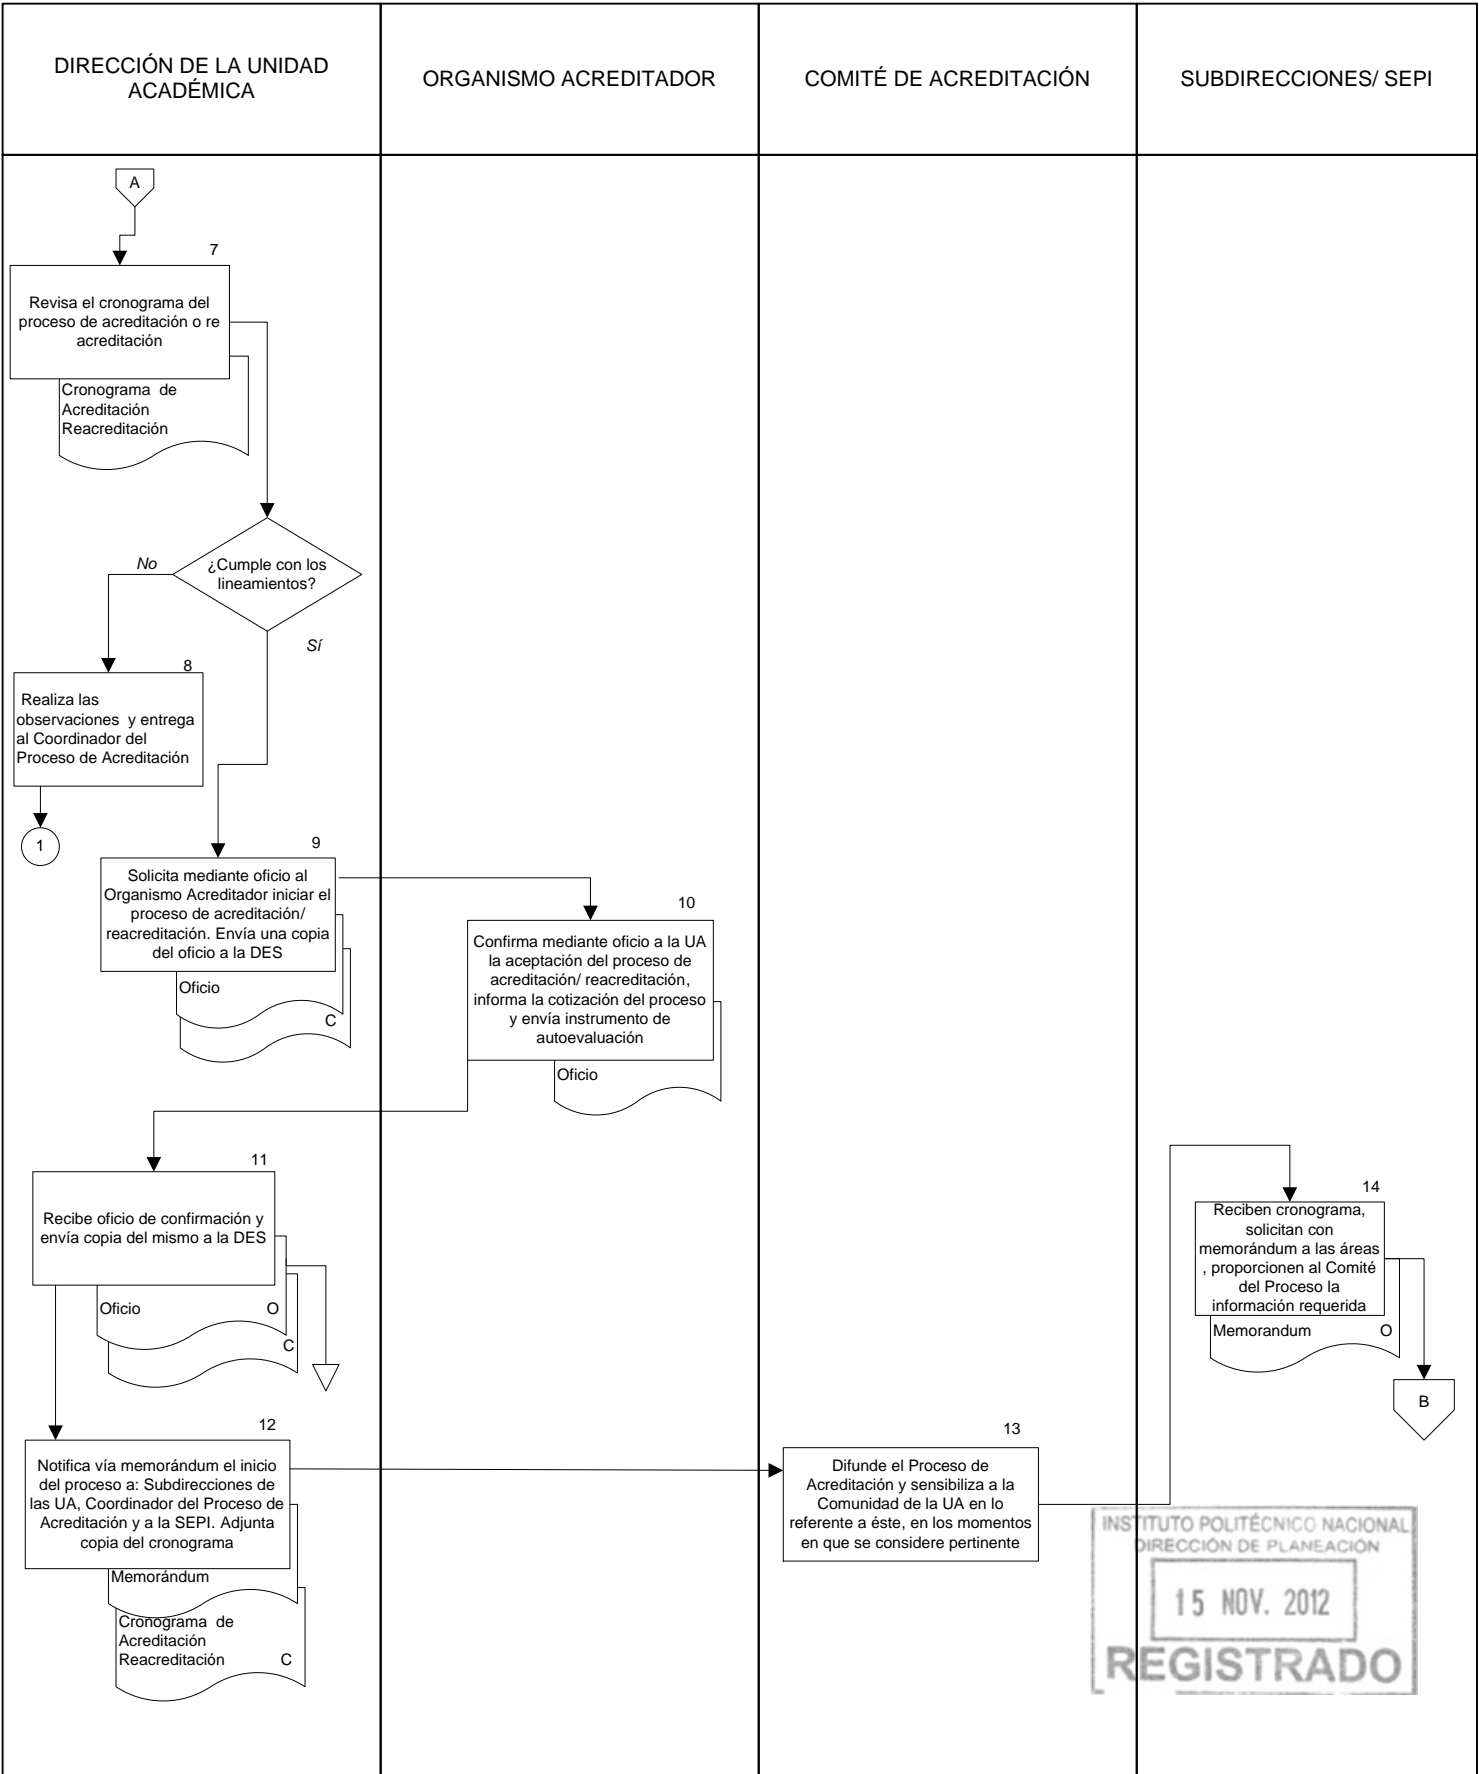 DIRECCIÓN DE LA UNIDAD
ACADÉMICA
ORGANISMO ACREDITADOR
COMITÉ DE ACREDITACIÓN
SUBDIRECCIONES/ SEPI
A
7
Revisa el cronograma del
proceso de acreditación o re
acreditación
Cronograma de
Acreditación
Reacreditación
¿Cumple con los
lineamientos?
No
Sí
8
Realiza las
observaciones y entrega
al Coordinador del
Proceso de Acreditación
1
9
Solicita mediante oficio al
Organismo Acreditador iniciar el
proceso de acreditación/
reacreditación. Envía una copia
del oficio a la DES
Oficio
C
10
Confirma mediante oficio a la UA
la aceptación del proceso de
acreditación/ reacreditación,
informa la cotización del proceso
y envía instrumento de
autoevaluación
Oficio
11
Recibe oficio de confirmación y
envía copia del mismo a la DES
Oficio O
C
12
Notifica vía memorándum el inicio
del proceso a: Subdirecciones de
las UA, Coordinador del Proceso de
Acreditación y a la SEPI. Adjunta
copia del cronograma
Memorándum
Cronograma de
Acreditación
Reacreditación C
13
Difunde el Proceso de
Acreditación y sensibiliza a la
Comunidad de la UA en lo
referente a éste, en los momentos
en que se considere pertinente
14
Reciben cronograma,
solicitan con
memorándum a las áreas
, proporcionen al Comité
del Proceso la
información requerida
Memorandum O
B
INSTITUTO POLITÉCNICO NACIONAL
DIRECCIÓN DE PLANEACIÓN
15 NOV. 2012
REGISTRADO